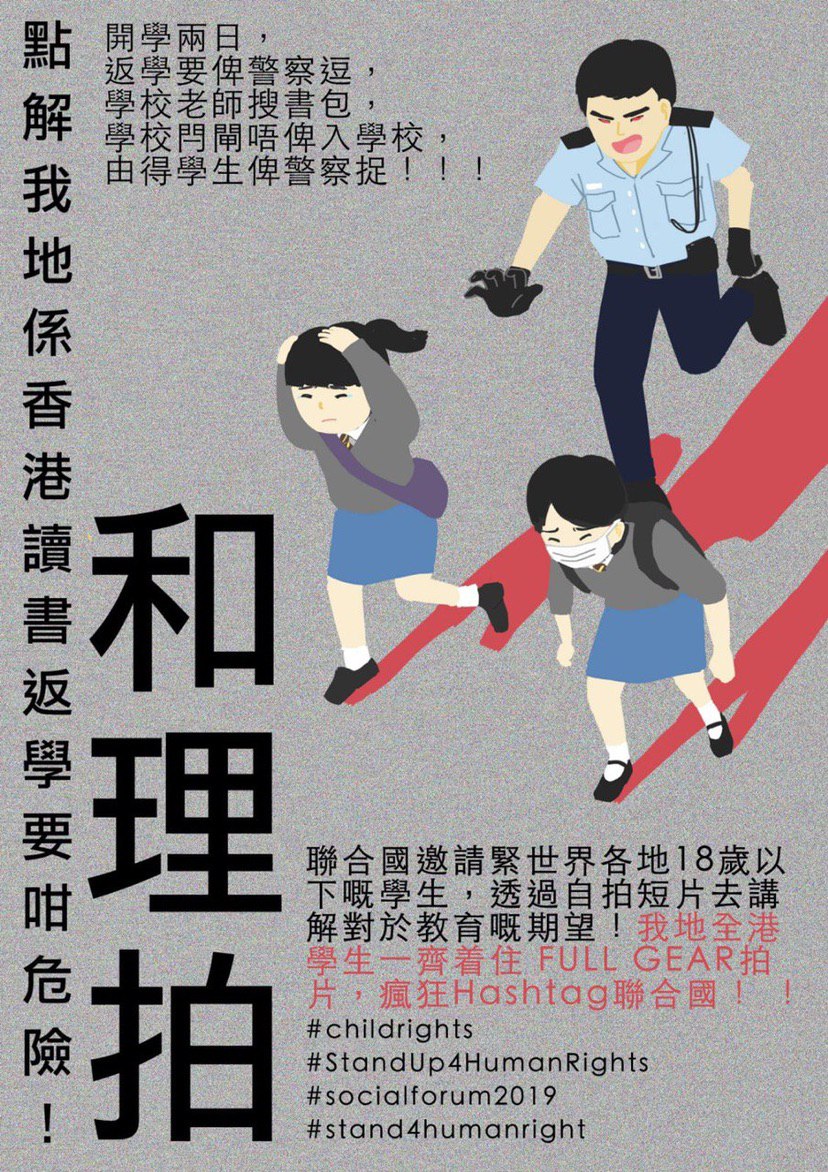 點解我地係香港讀書返學要咁危險！
開學兩日，
返學要俾警察逗，
學校老師搜書包，
學校閂閘唔俾入學校，
由得學生俾警察捉！！！
和理拍
聯合國邀請緊世界各地18歲以
下嘅學生，透過自拍短片去講
解對於教育嘅期望！我地全港
學生一齊着住 FULL GEAR拍
片，瘋狂Hashtag聯合國！ ！
#childrights
#StandUp4HumanRights
#socialforum2019
#stand4humanright